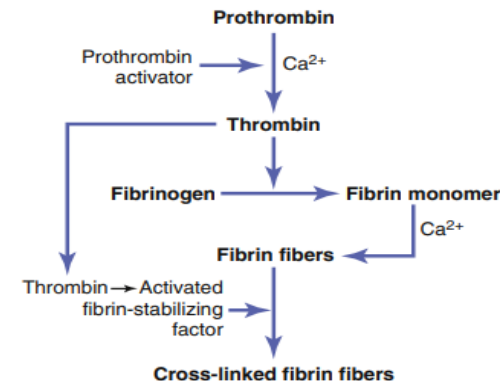 Prothrombin
Prothrombin
activator
Ca2+
Thrombin
Fibrinogen
Fibrin monomer
Ca2+
Fibrin fibers
Thrombin → Activated
fibrin-stabilizing
factor
Cross-linked fibrin fibers